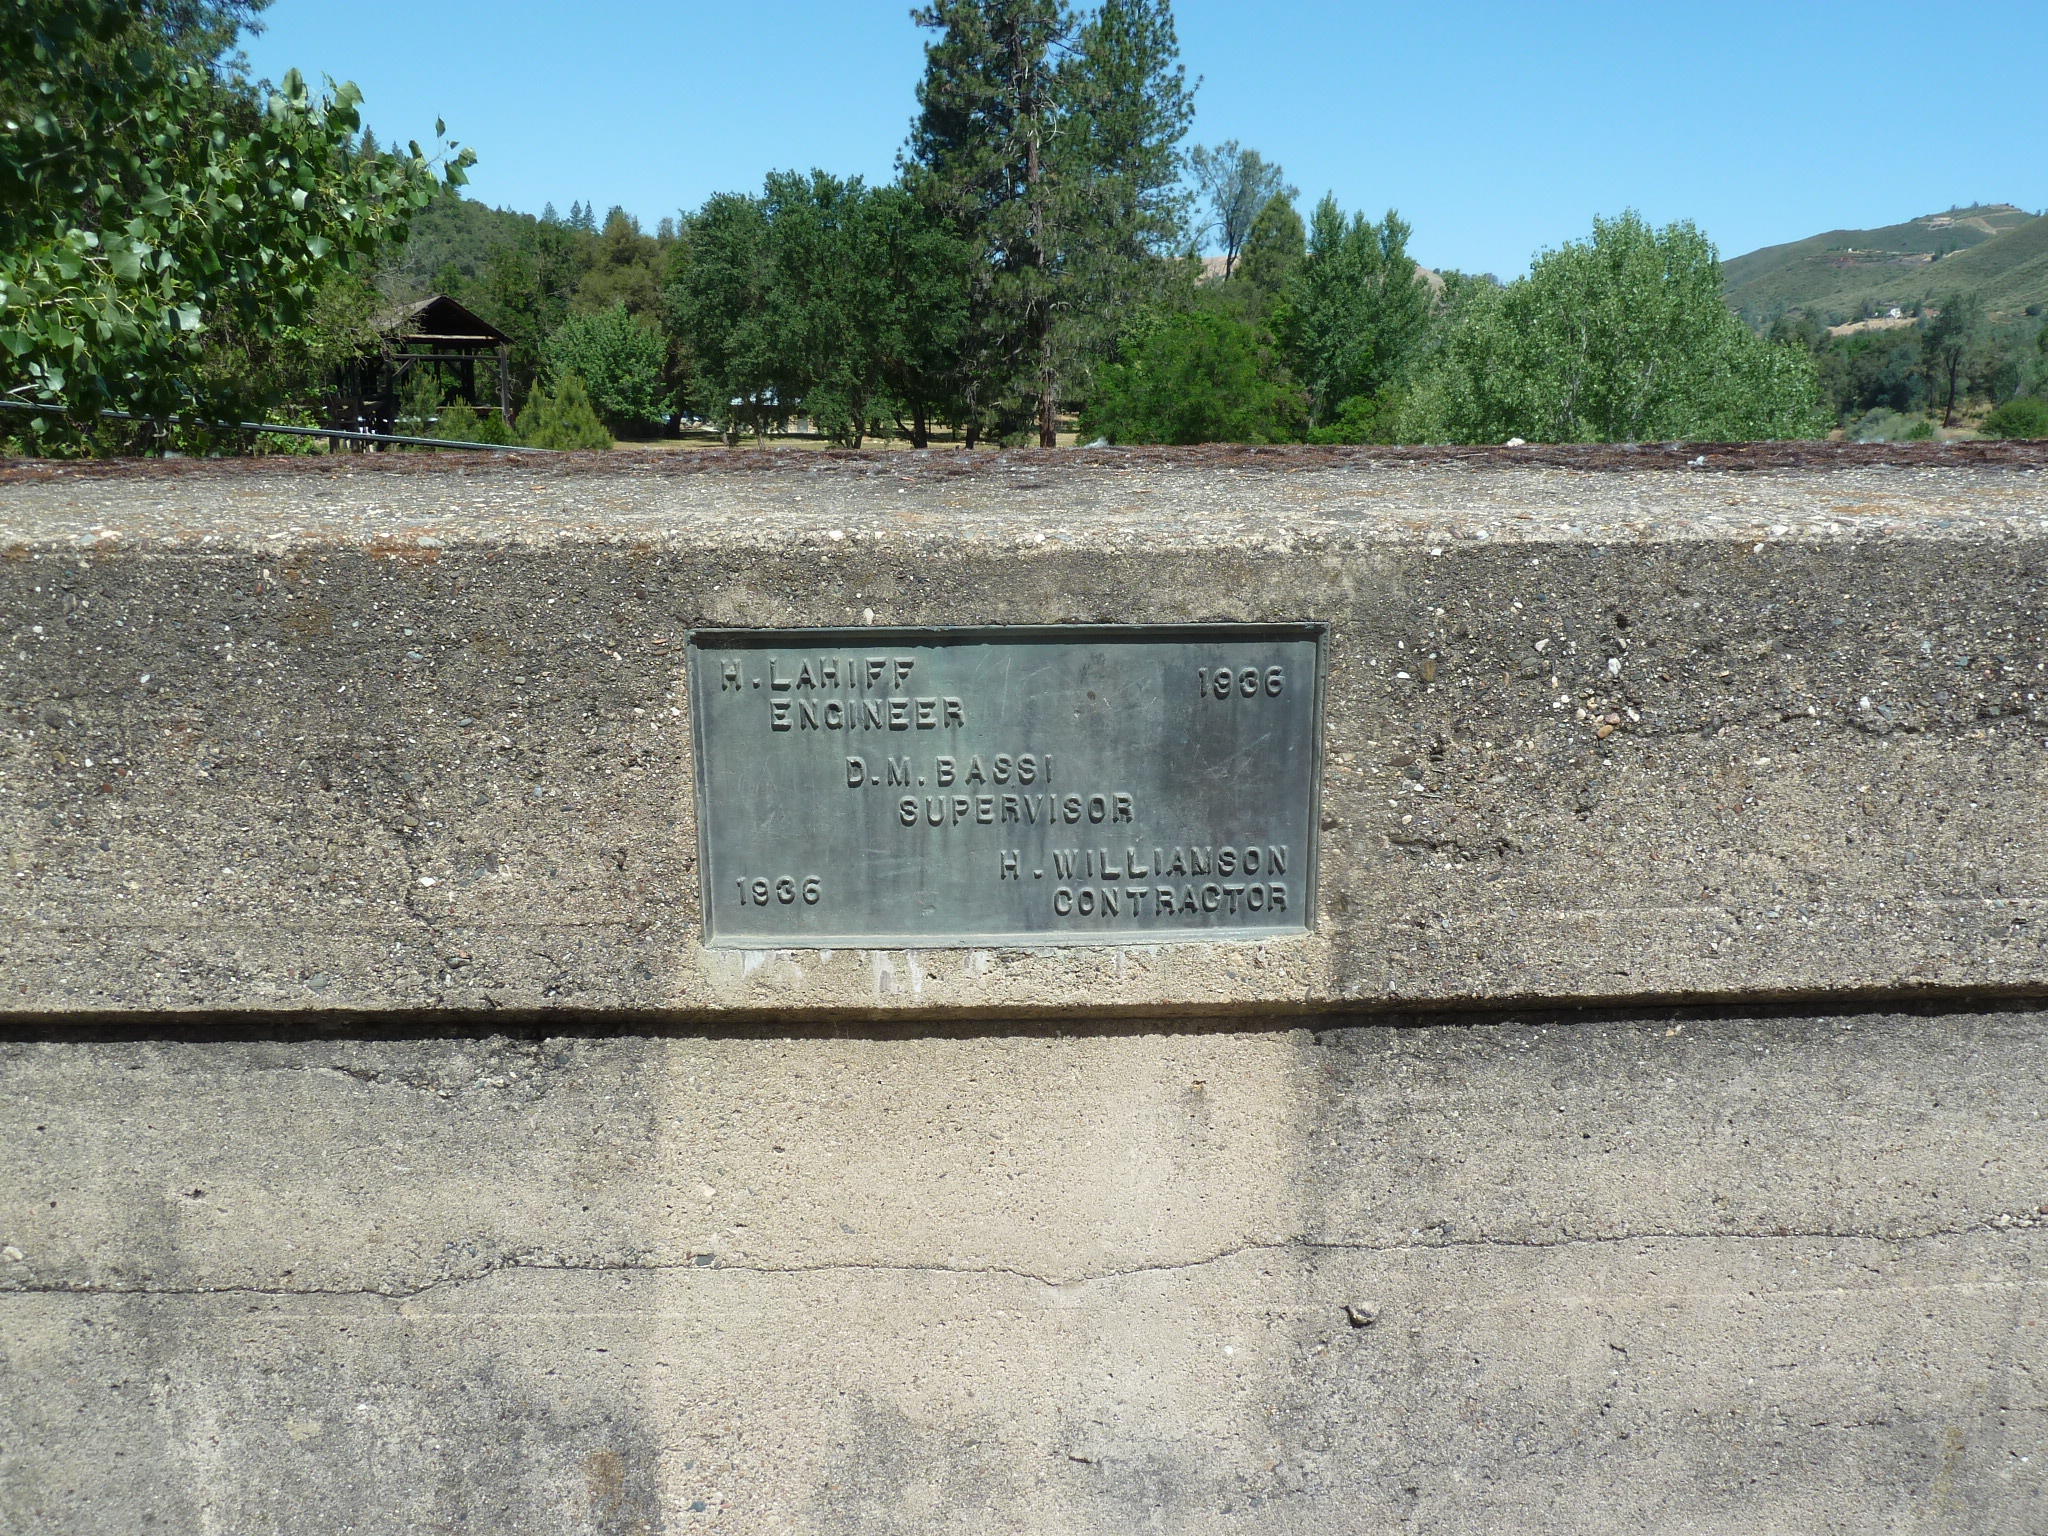 H. LAHIFF 1936
ENGINEER
D.M. BASSI
SUPERVISOR
H. WILLIAMSON
1936 CONTRACTOR